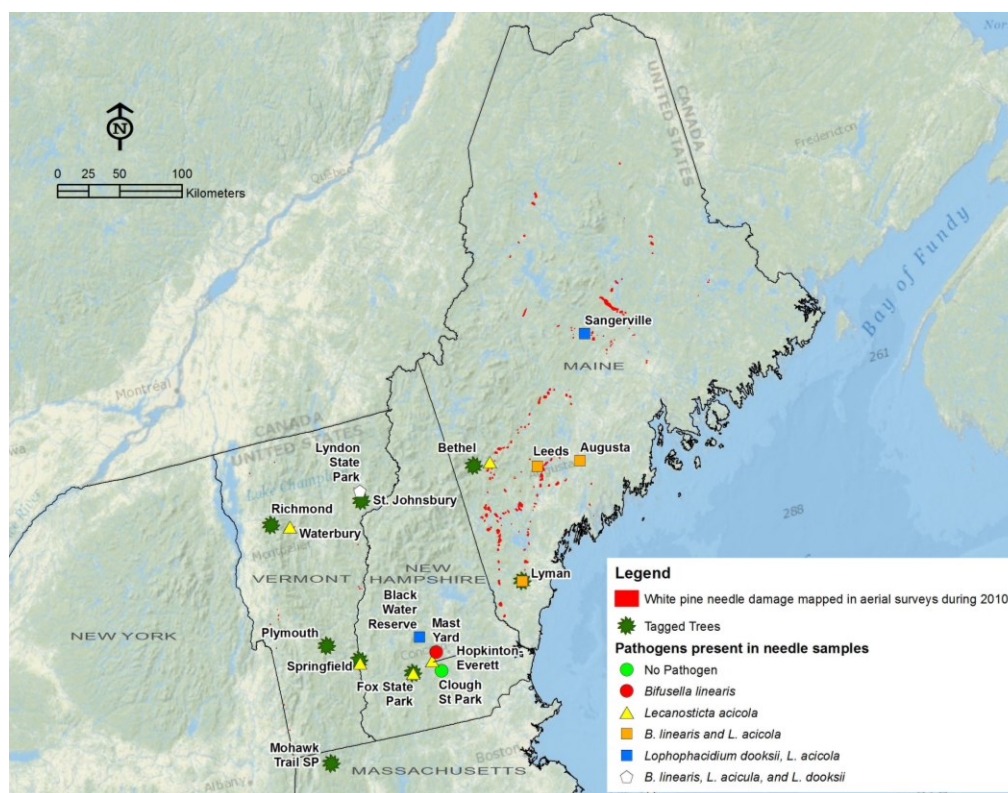 CANADA
UNITED STATES
N
Fredericton
Québec
0 25 50 100
Kilometers
Bay of Fundy
Sangerville
MAINE
261
Montréal
CANADA
UNITED STATES
Lyndon
State
Park
Bethel
Leeds
Augusta
St. Johnsbury
Richmond
Waterbury
288
VERMONT
NEW
HAMPSHIRE
Lyman
Black
Water
Reserve
Mast
Yard
NEW YORK
Plymouth
Hopkinton
Everett
Springfield
Fox State
Park
Clough
St Park
Mohawk
Trail SP
MASSACHUSETTS
Boston
Albany
Legend
White pine needle damage mapped in aerial surveys during 2010
Tagged Trees
Pathogens present in needle samples
No Pathogen
Bifusella linearis
Lecanosticta acicola
B. linearis and L. acicola
Lophophacidium dooksii, L. acicola
B. linearis, L. acicula, and L. dooksii